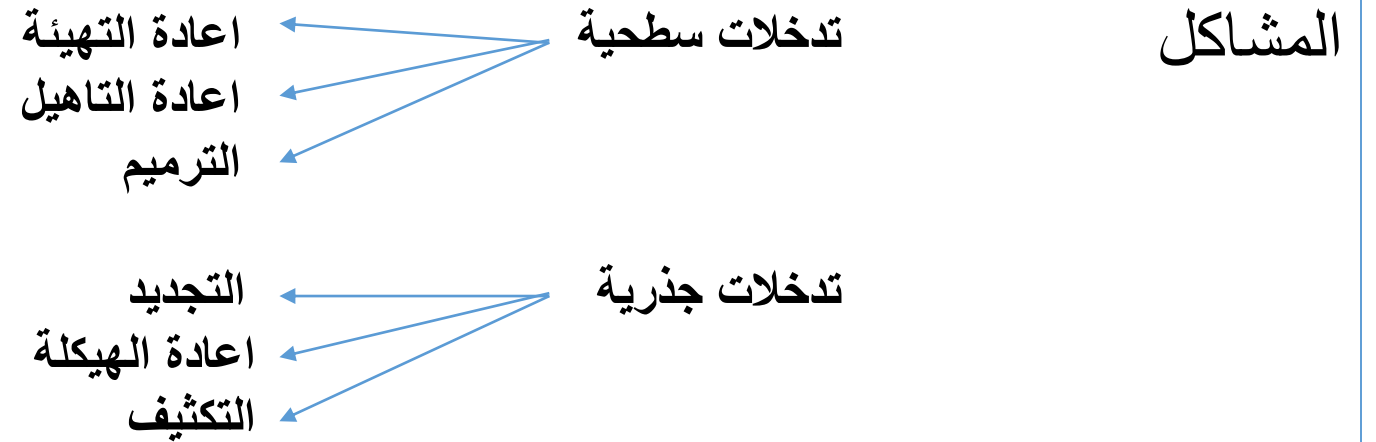 المشاكل
تدخلات سطحية
اعادة التهيئة
اعادة التاهيل
الترميم
تدخلات جذرية
التجديد
اعادة الهيكلة
التكثيف